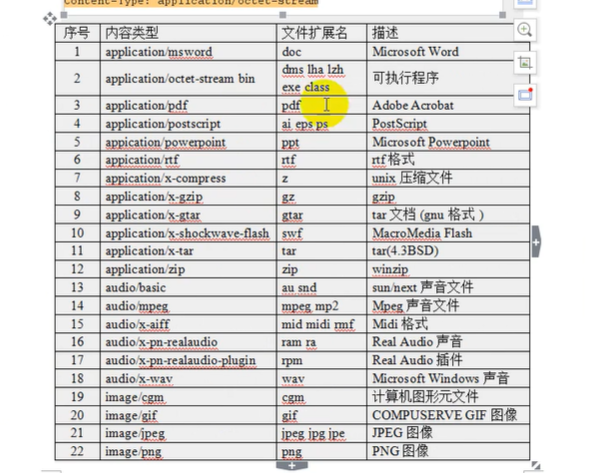 Content-Type: application/octet-stream
序号 内容类型 文件扩展名 描述
1 application/msword doc Microsoft Word
2 application/octet-stream bin dms lha lzh exe class 可执行程序
3 application/pdf pdf Adobe Acrobat
4 application/postscript ai eps ps PostScript
5 appication/powerpoint ppt Microsoft Powerpoint
6 appication/rtf rtf rtf 格式
7 appication/x-compress z unix 压缩文件
8 application/x-gzip gz gzip
9 application/x-gtar gtar tar 文档 (gnu 格式 )
10 application/x-shockwave-flash swf MacroMedia Flash
11 application/x-tar tar tar(4.3BSD)
12 application/zip zip winzip
13 audio/basic au snd sun/next 声音文件
14 audio/mpeg mpeg mp2 Mpeg 声音文件
15 audio/x-aiff mid midi rmf Midi 格式
16 audio/x-pn-realaudio ram ra Real Audio 声音
17 audio/x-pn-realaudio-plugin rpm Real Audio 插件
18 audio/x-wav wav Microsoft Windows 声音
19 image/cgm cgm 计算机图形元文件
20 image/gif gif COMPUSERVE GIF 图像
21 image/jpeg jpeg jpg jpe JPEG 图像
22 image/png png PNG 图像